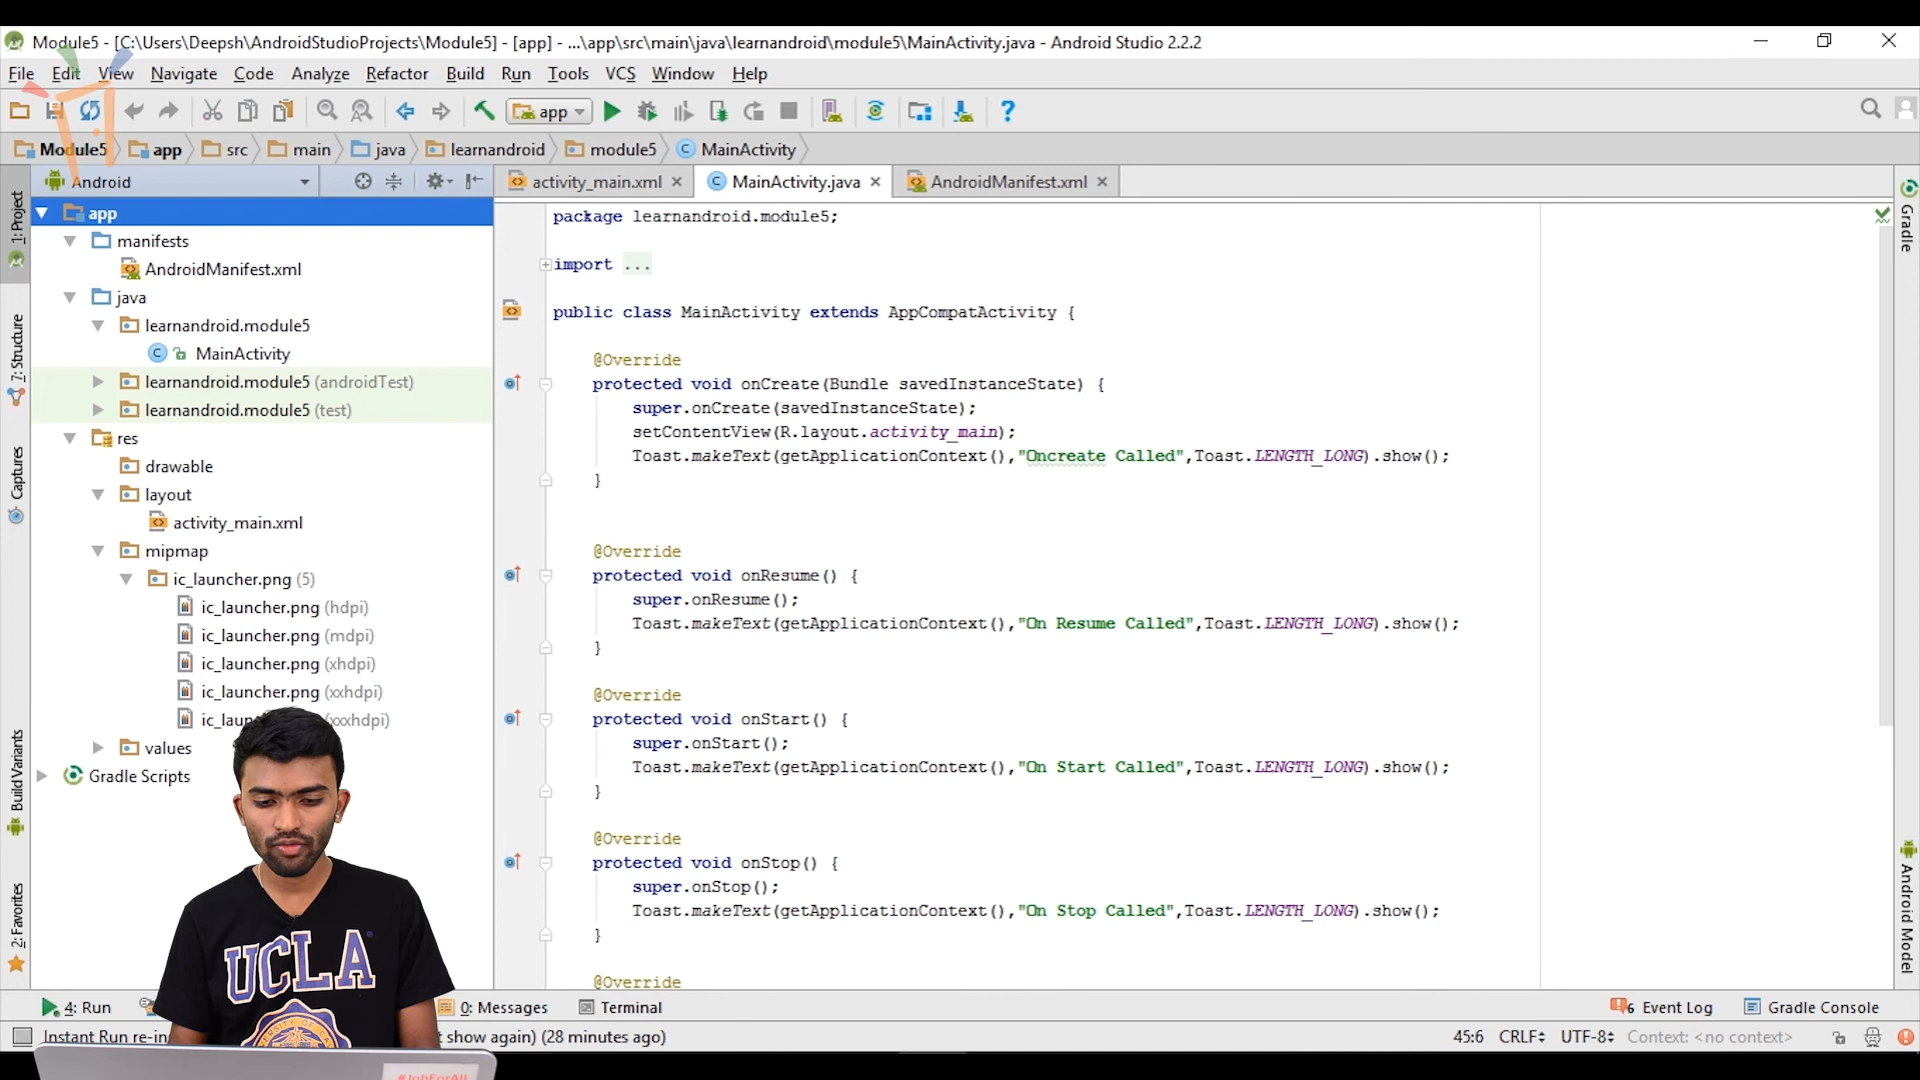 Module5 - [C:\Users\Deepsh\AndroidStudioProjects\Module5] - [app] - ...\app\src\main\java\learnandroid\module5\MainActivity.java - Android Studio 2.2.2
File Edit View Navigate Code Analyze Refactor Build Run Tools VCS Window Help
app
Module5 app src main java learnandroid module5 MainActivity
Android
activity_main.xml MainActivity.java AndroidManifest.xml
1: Project
7: Structure
Captures
Build Variants
2: Favorites
app
manifests
AndroidManifest.xml
java
learnandroid.module5
MainActivity
learnandroid.module5 (androidTest)
learnandroid.module5 (test)
res
drawable
layout
activity_main.xml
mipmap
ic_launcher.png (5)
ic_launcher.png (hdpi)
ic_launcher.png (mdpi)
ic_launcher.png (xhdpi)
ic_launcher.png (xxhdpi)
(xxxhdpi)
values
Gradle Scripts
package learnandroid.module5;
import ...
public class MainActivity extends AppCompatActivity {
@Override
protected void onCreate(Bundle savedInstanceState) {
super.onCreate(savedInstanceState);
setContentView(R.layout.activity_main);
Toast.makeText(getApplicationContext(),"Oncreate Called",Toast.LENGTH_LONG).show();
}
@Override
protected void onResume() {
super.onResume();
Toast.makeText(getApplicationContext(),"On Resume Called",Toast.LENGTH_LONG).show();
}
@Override
protected void onStart() {
super.onStart();
Toast.makeText(getApplicationContext(),"On Start Called",Toast.LENGTH_LONG).show();
}
@Override
protected void onStop() {
super.onStop();
Toast.makeText(getApplicationContext(),"On Stop Called",Toast.LENGTH_LONG).show();
}
@Override
Gradle
Android Model
UCLA
4: Run 0: Messages Terminal 6 Event Log Gradle Console
Instant Run re-in t show again) (28 minutes ago) 45:6 CRLF UTF-8 Context: <no context>
#JobForAll